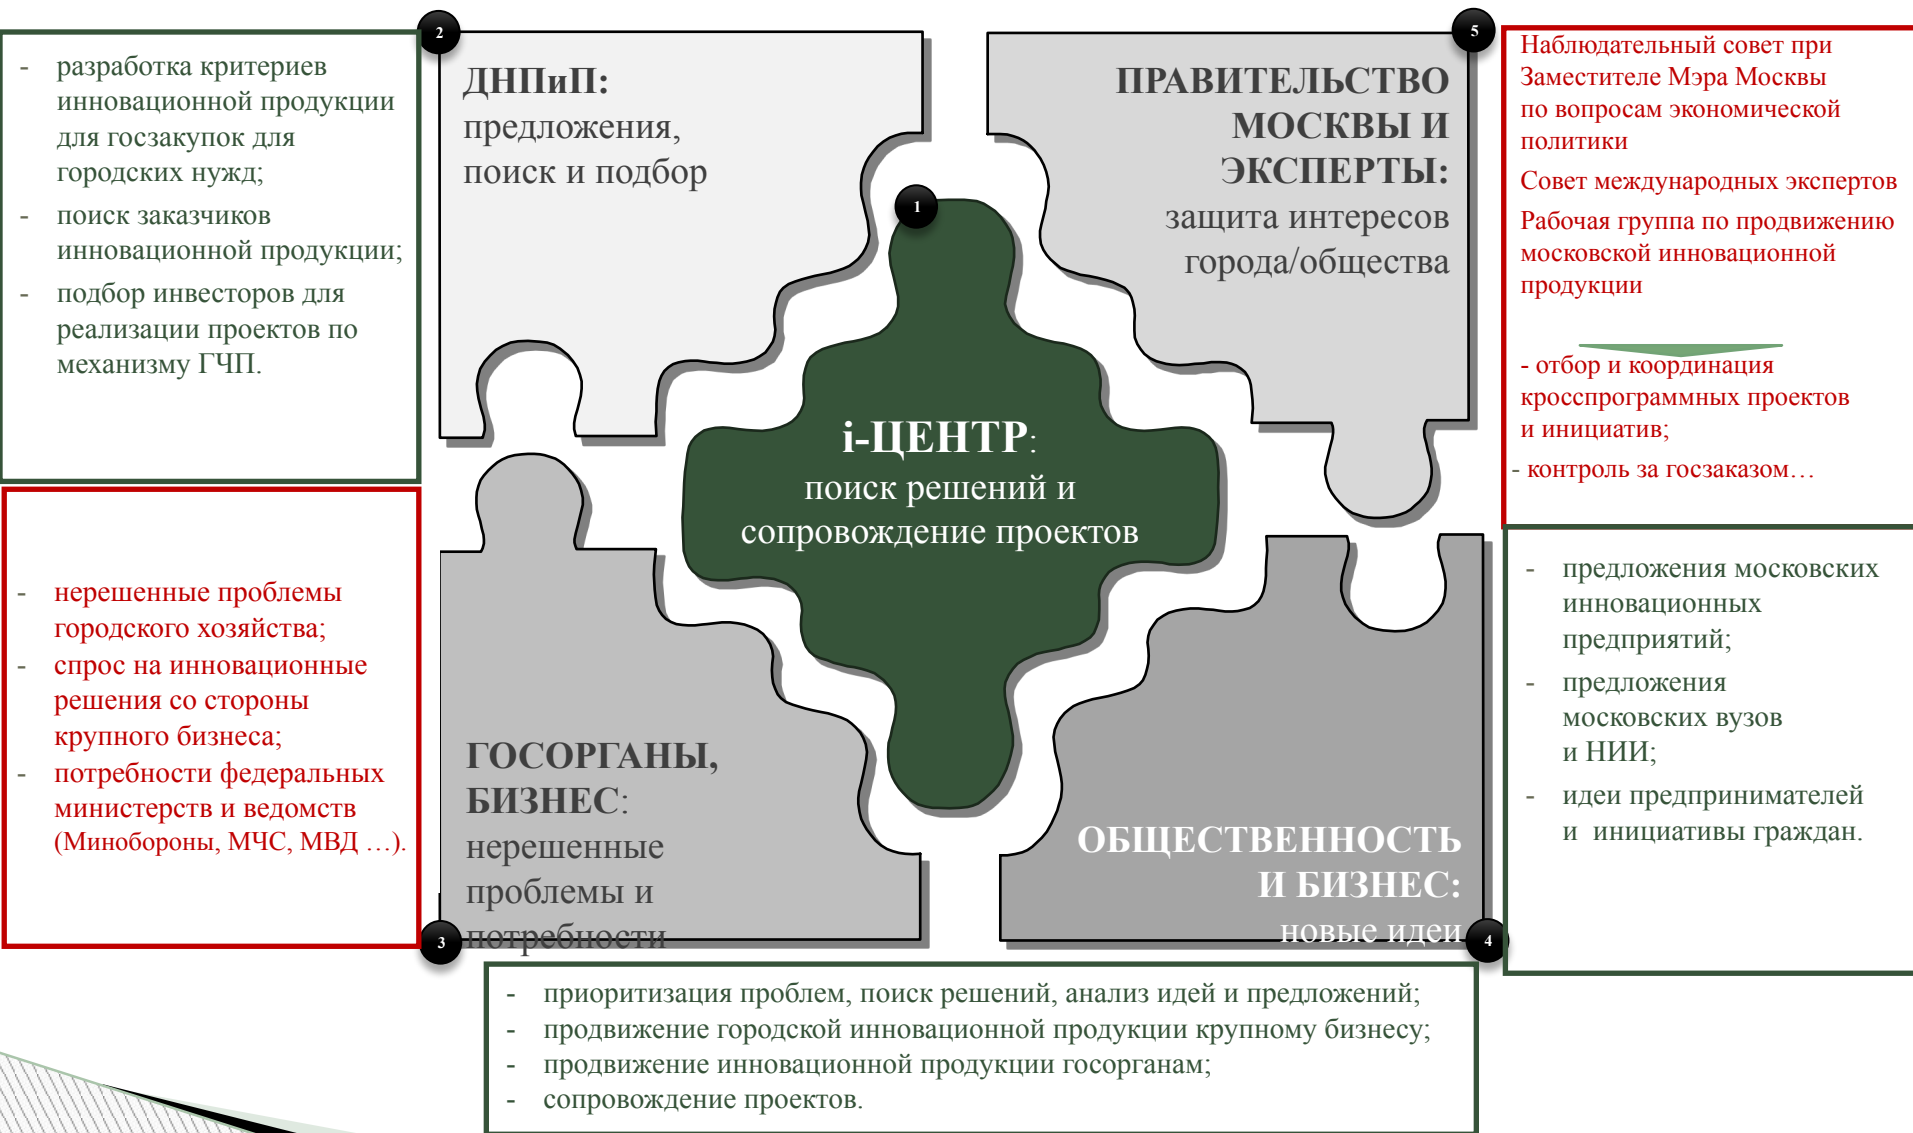 2
- разработка критериев
инновационной продукции
для госзакупок для
городских нужд;
- поиск заказчиков
инновационной продукции;
- подбор инвесторов для
реализации проектов по
механизму ГЧП.
ДНПиП:
предложения,
поиск и подбор
5
ПРАВИТЕЛЬСТВО
МОСКВЫ И
ЭКСПЕРТЫ:
защита интересов
города/общества
Наблюдательный совет при
Заместителе Мэра Москвы
по вопросам экономической
политики
Совет международных экспертов
Рабочая группа по продвижению
московской инновационной
продукции
- отбор и координация
кросспрограммных проектов
и инициатив;
- контроль за госзаказом…
1
i-ЦЕНТР:
поиск решений и
сопровождение проектов
- нерешенные проблемы
городского хозяйства;
- спрос на инновационные
решения со стороны
крупного бизнеса;
- потребности федеральных
министерств и ведомств
(Минобороны, МЧС, МВД …).
3
ГОСОРГАНЫ,
БИЗНЕС:
нерешенные
проблемы и
потребности
ОБЩЕСТВЕННОСТЬ
И БИЗНЕС:
новые идеи
4
- предложения московских
инновационных
предприятий;
- предложения
московских вузов
и НИИ;
- идеи предпринимателей
и инициативы граждан.
- приоритизация проблем, поиск решений, анализ идей и предложений;
- продвижение городской инновационной продукции крупному бизнесу;
- продвижение инновационной продукции госорганам;
- сопровождение проектов.